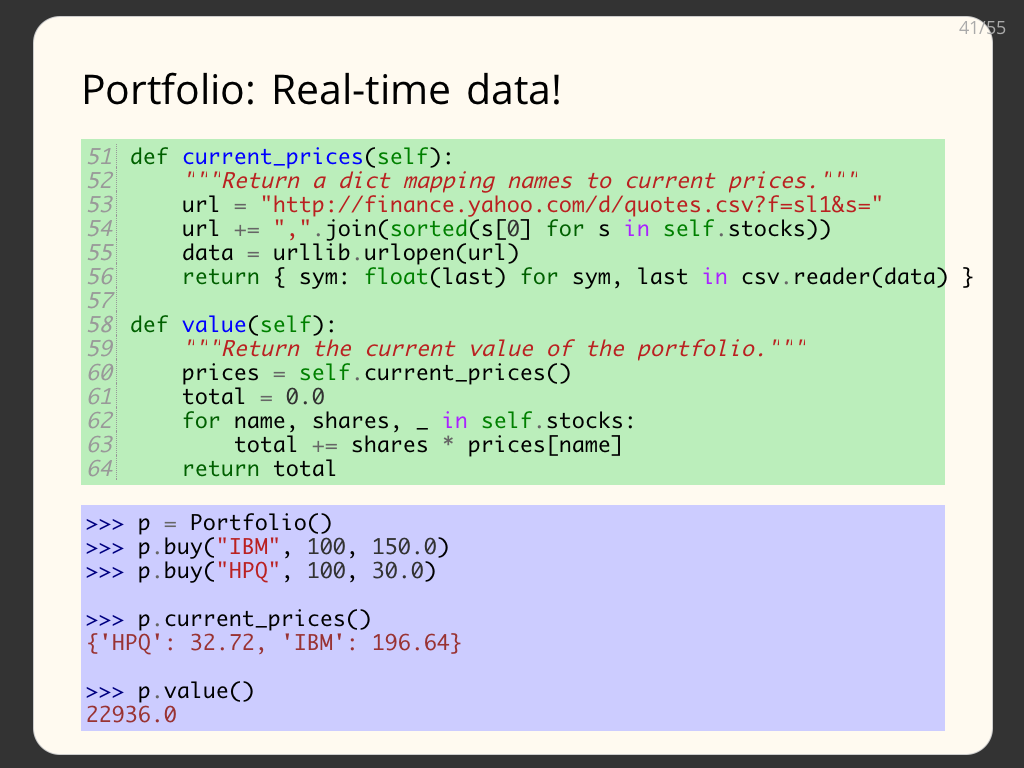 41/55
Portfolio: Real-time data!
51 def current_prices(self):
52     """Return a dict mapping names to current prices."""
53     url = "http://finance.yahoo.com/d/quotes.csv?f=sl1&s="
54     url += ",".join(sorted(s[0] for s in self.stocks))
55     data = urllib.urlopen(url)
56     return { sym: float(last) for sym, last in csv.reader(data) }
57
58 def value(self):
59     """Return the current value of the portfolio."""
60     prices = self.current_prices()
61     total = 0.0
62     for name, shares, _ in self.stocks:
63         total += shares * prices[name]
64     return total
>>> p = Portfolio()
>>> p.buy("IBM", 100, 150.0)
>>> p.buy("HPQ", 100, 30.0)
>>> p.current_prices()
{'HPQ': 32.72, 'IBM': 196.64}
>>> p.value()
22936.0